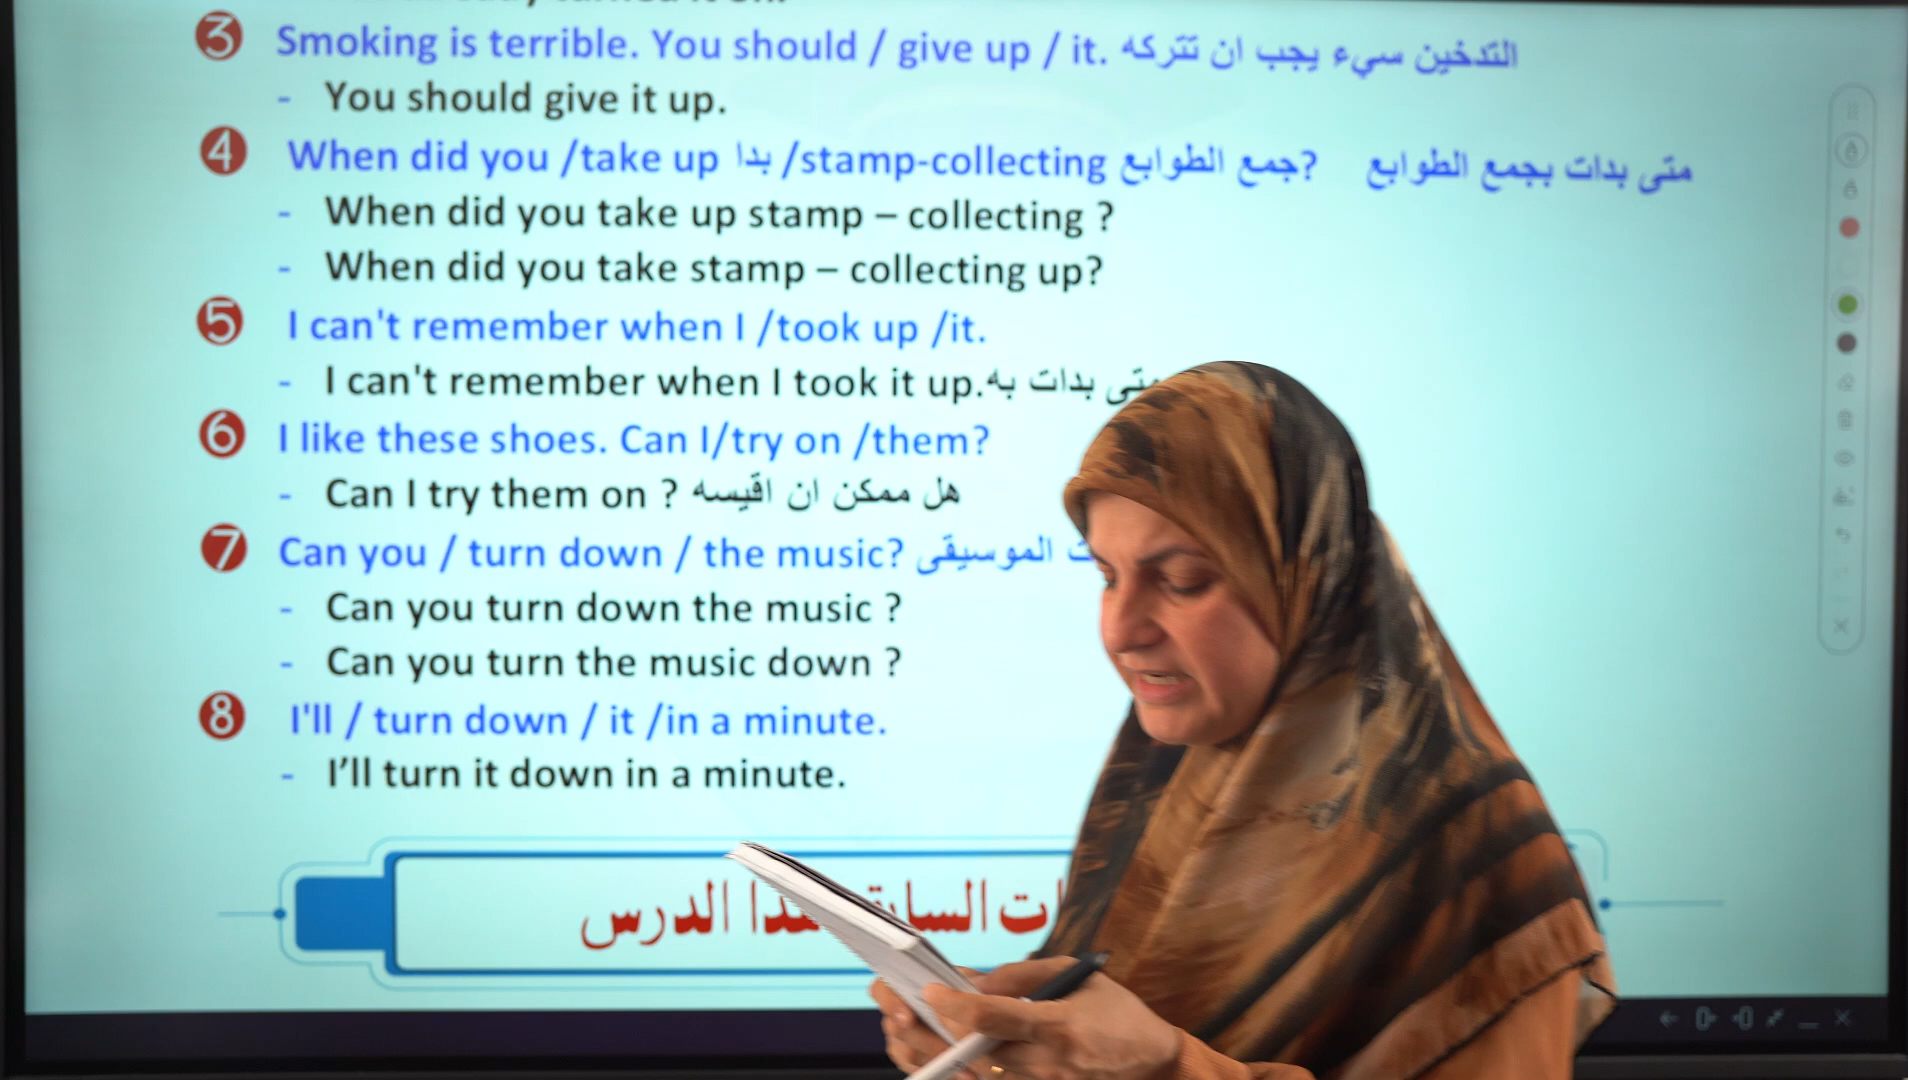 turned it
3 Smoking is terrible. You should / give up / it. التدخين سيء يجب ان تتركه
- You should give it up.
4 When did you /take up بدا /stamp-collecting جمع الطوابع? متى بدات بجمع الطوابع
- When did you take up stamp – collecting ?
- When did you take stamp – collecting up?
5 I can't remember when I /took up /it.
- I can't remember when I took it up. متى بدات به
6 I like these shoes. Can I/try on /them?
- Can I try them on ? هل ممكن ان اقيسه
7 Can you / turn down / the music? الموسيقى
- Can you turn down the music ?
- Can you turn the music down ?
8 I'll / turn down / it /in a minute.
- I’ll turn it down in a minute.
الدرس